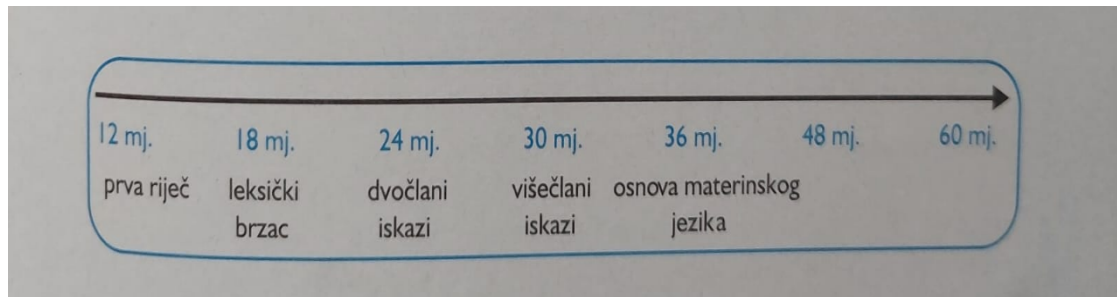 12 mj. 18 mj. 24 mj. 30 mj. 36 mj. 48 mj. 60 mj.
prva riječ leksički dvočlani višečlani osnova materinskog
brzac iskazi iskazi jezika